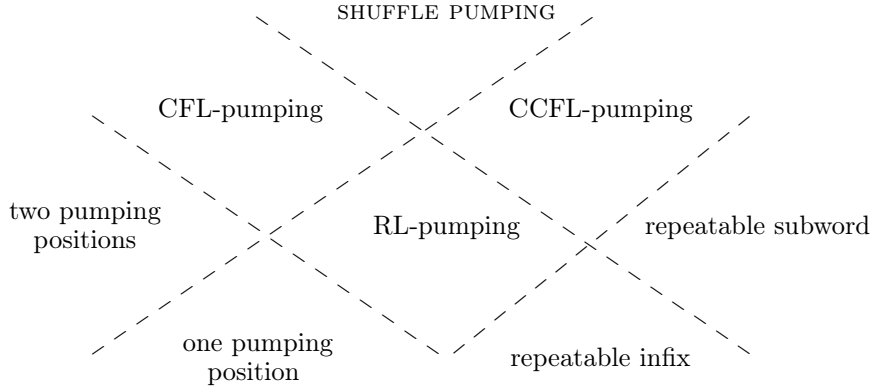 SHUFFLE PUMPING
CFL-pumping
CCFL-pumping
two pumping
positions
RL-pumping
repeatable subword
one pumping
position
repeatable infix